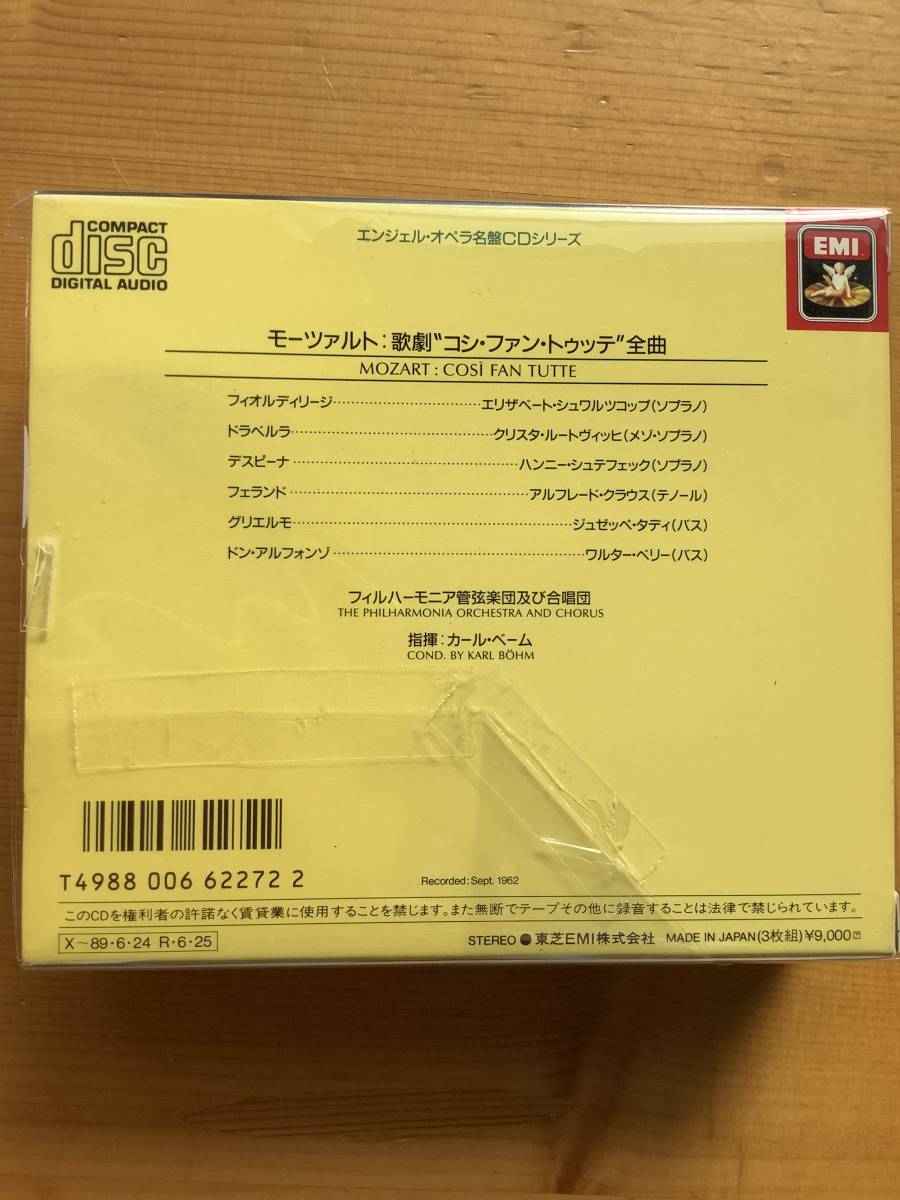 COMPACT
disc
DIGITAL AUDIO
エンジェル・オペラ名盤CDシリーズ
EMI
モーツァルト:歌劇"コシ・ファン・トゥッテ"全曲
MOZART : COSÌ FAN TUTTE
フィオルディリージ……………………………エリザベート・シュワルツコップ(ソプラノ)
ドラベルラ……………………………………クリスタ・ルートヴィッヒ(メゾ・ソプラノ)
デスピーナ……………………………………ハンニー・シュテフェック(ソプラノ)
フェランド……………………………………アルフレード・クラウス(テノール)
グリエルモ……………………………………ジュゼッペ・タディ(バス)
ドン・アルフォンゾ……………………………ワルター・ベリー(バス)
フィルハーモニア管弦楽団及び合唱団
THE PHILHARMONIA ORCHESTRA AND CHORUS
指揮:カール・ベーム
COND. BY KARL BÖHM
T4988 006 62272 2
Recorded: Sept. 1962
このCDを権利者の許諾なく賃貸業に使用することを禁じます。また無断でテープその他に録音することは法律で禁じられています。
X〜89・6・24 R・6・25
STEREO ●東芝EMI株式会社 MADE IN JAPAN(3枚組)¥9,000